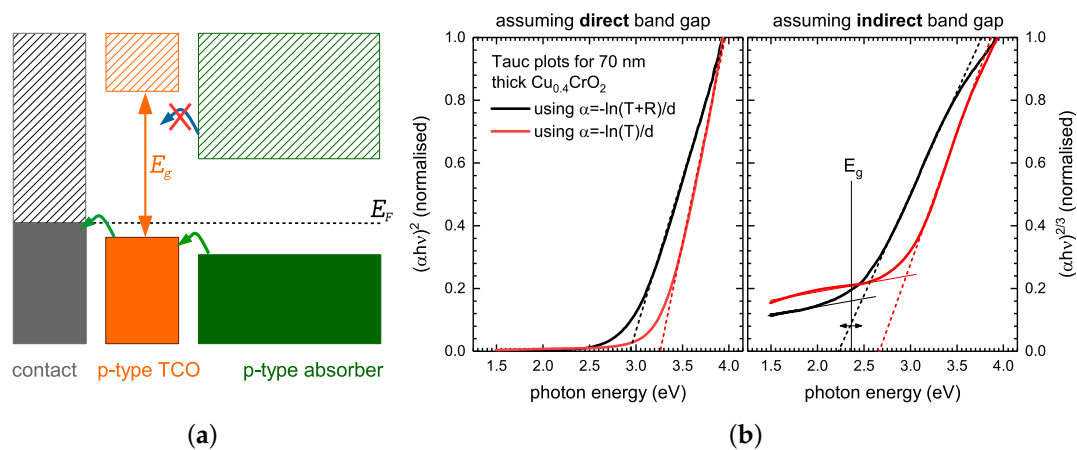 E_g
E_F
contact
p-type TCO
p-type absorber
(a)
assuming direct band gap
Tauc plots for 70 nm
thick Cu₀.₄CrO₂
using α=-ln(T+R)/d
using α=-ln(T)/d
(αhν)² (normalised)
1.0
0.8
0.6
0.4
0.2
0.0
1.5 2.0 2.5 3.0 3.5 4.0
photon energy (eV)
assuming indirect band gap
E_g
1.5 2.0 2.5 3.0 3.5 4.0
photon energy (eV)
1.0
0.8
0.6
0.4
0.2
0.0
(αhν)^2/3 (normalised)
(b)